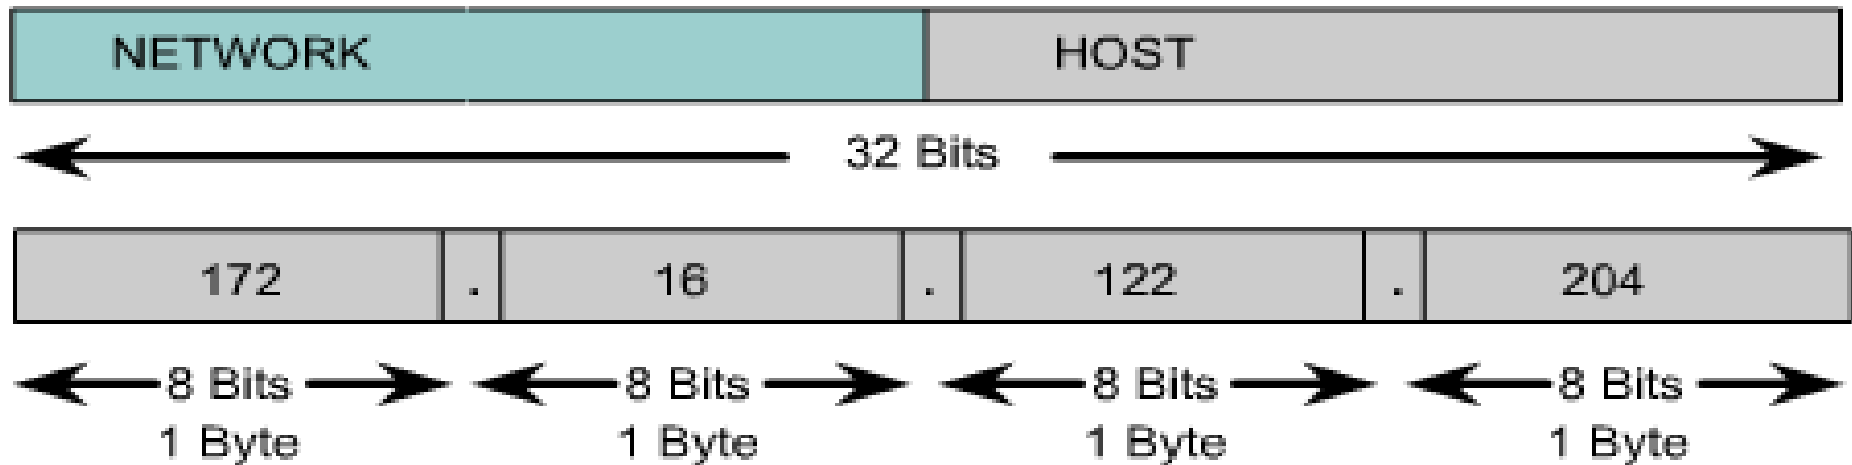 NETWORK HOST
32 Bits
172 . 16 . 122 . 204
8 Bits 8 Bits 8 Bits 8 Bits
1 Byte 1 Byte 1 Byte 1 Byte